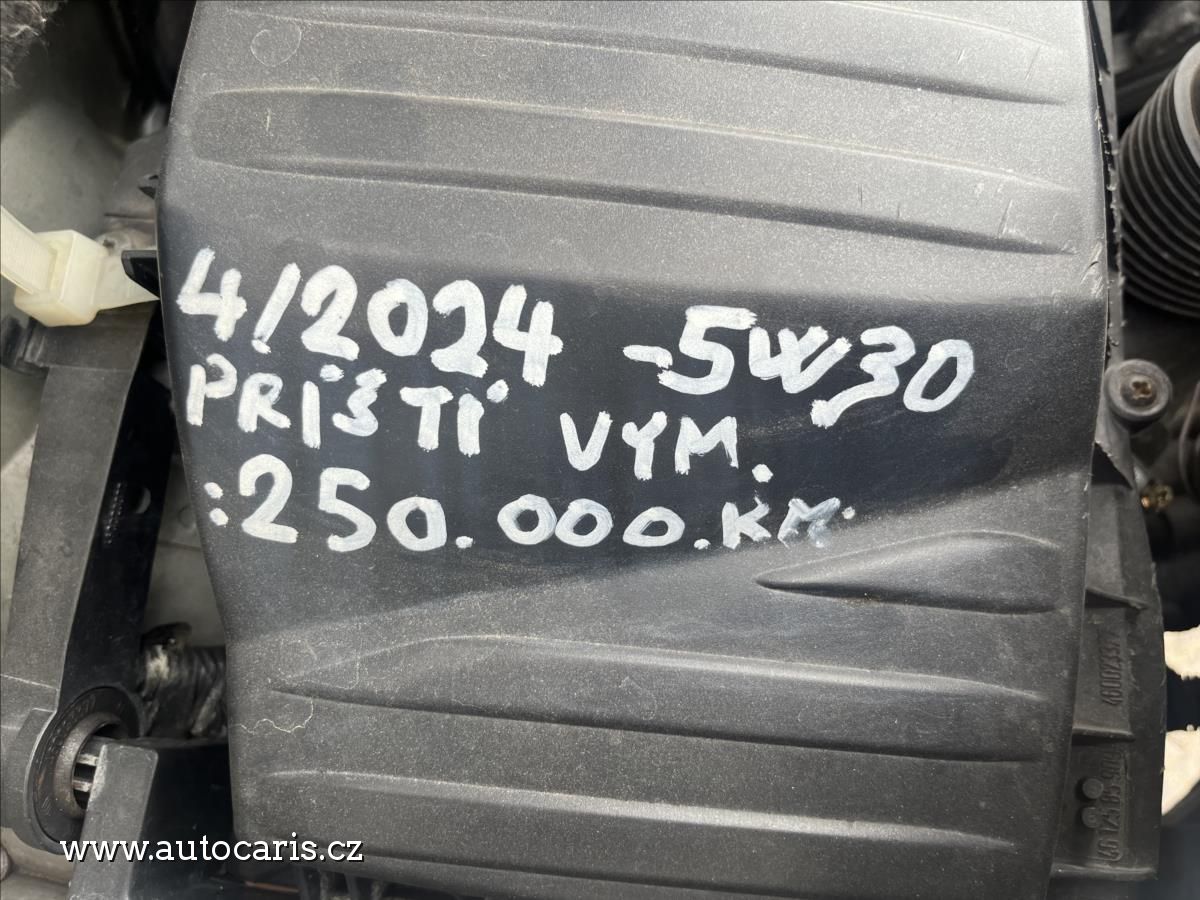 4/2024 -5W30
PŘÍŠTÍ VYM.
:250.000.KM.
www.autocaris.cz